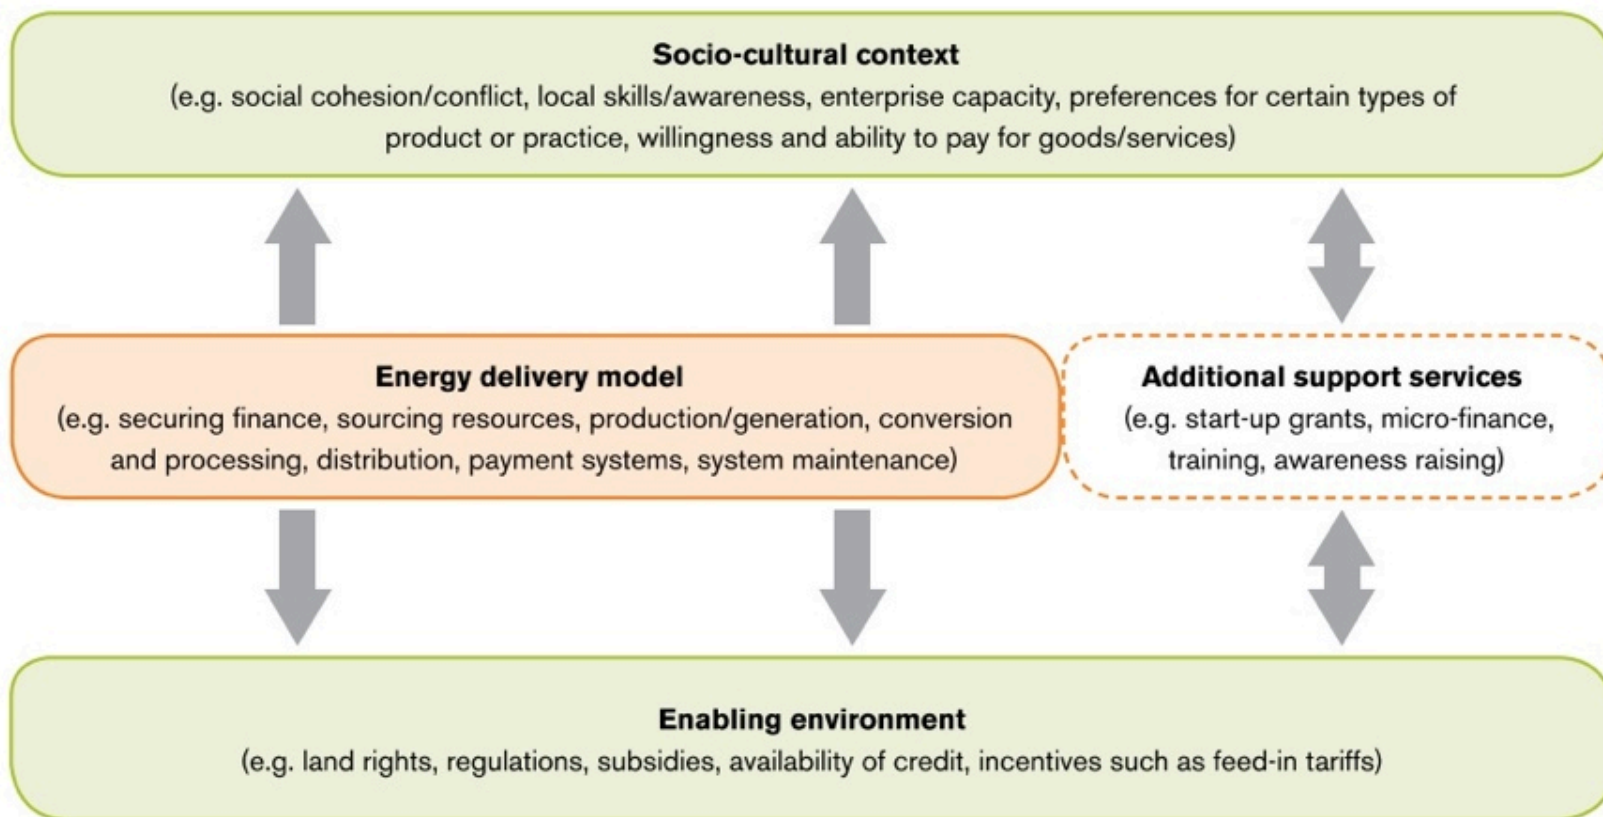 Socio-cultural context
(e.g. social cohesion/conflict, local skills/awareness, enterprise capacity, preferences for certain types of
product or practice, willingness and ability to pay for goods/services)
Energy delivery model
(e.g. securing finance, sourcing resources, production/generation, conversion
and processing, distribution, payment systems, system maintenance)
Additional support services
(e.g. start-up grants, micro-finance,
training, awareness raising)
Enabling environment
(e.g. land rights, regulations, subsidies, availability of credit, incentives such as feed-in tariffs)